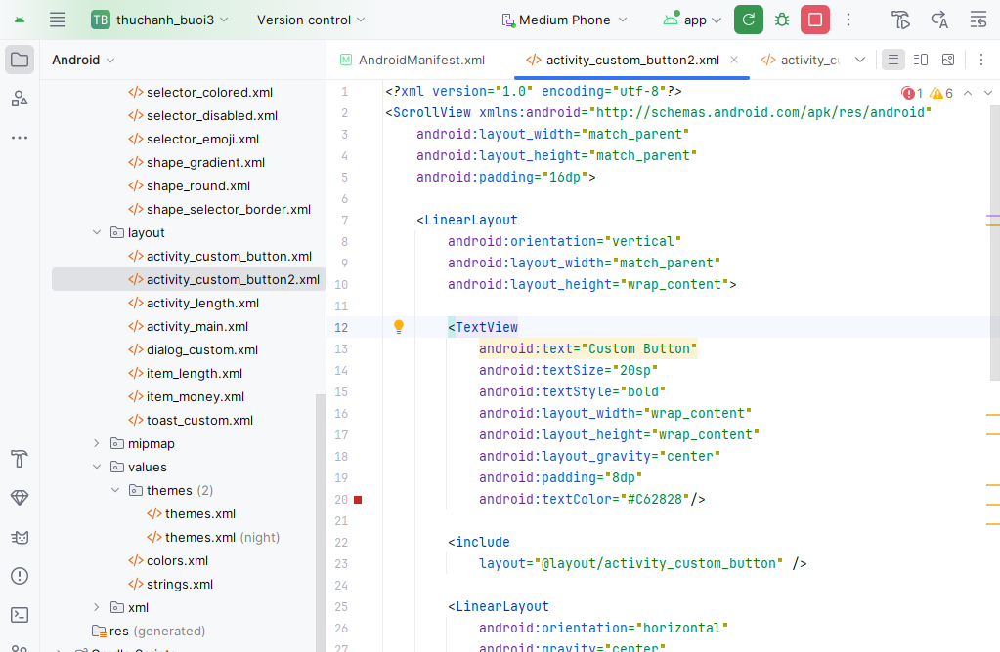 TB thuchanh_buoi3 Version control Medium Phone app
Android
AndroidManifest.xml activity_custom_button2.xml activity_cu
selector_colored.xml
selector_disabled.xml
selector_emoji.xml
shape_gradient.xml
shape_round.xml
shape_selector_border.xml
layout
activity_custom_button.xml
activity_custom_button2.xml
activity_length.xml
activity_main.xml
dialog_custom.xml
item_length.xml
item_money.xml
toast_custom.xml
mipmap
values
themes (2)
themes.xml
themes.xml (night)
colors.xml
strings.xml
xml
res (generated)
1 <?xml version="1.0" encoding="utf-8"?>
1 6
2 <ScrollView xmlns:android="http://schemas.android.com/apk/res/android"
3 android:layout_width="match_parent"
4 android:layout_height="match_parent"
5 android:padding="16dp">
6
7 <LinearLayout
8 android:orientation="vertical"
9 android:layout_width="match_parent"
10 android:layout_height="wrap_content">
11
12 <TextView
13 android:text="Custom Button"
14 android:textSize="20sp"
15 android:textStyle="bold"
16 android:layout_width="wrap_content"
17 android:layout_height="wrap_content"
18 android:layout_gravity="center"
19 android:padding="8dp"
20 android:textColor="#C62828"/>
21
22 <include
23 layout="@layout/activity_custom_button" />
24
25 <LinearLayout
26 android:orientation="horizontal"
27 android:gravity="center"